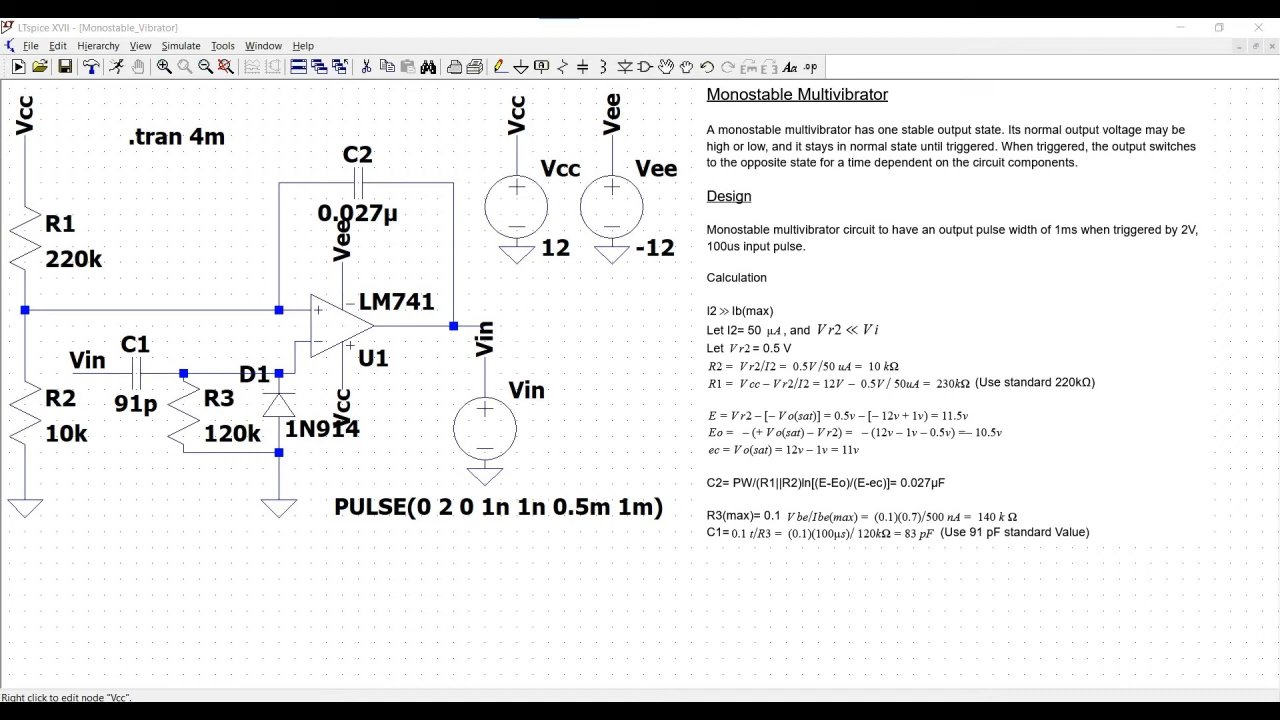 LTspice XVII - [Monostable_Vibrator]
File Edit Hierarchy View Simulate Tools Window Help
Vcc
.tran 4m
C2
0.027µ
Vee
Vcc
Vcc
12
Vee
Vee
-12
R1
220k
LM741
U1
Vcc
Vin
C1
91p
D1
1N914
R2
10k
R3
120k
Vin
Vin
PULSE(0 2 0 1n 1n 0.5m 1m)
Monostable Multivibrator
A monostable multivibrator has one stable output state. Its normal output voltage may be
high or low, and it stays in normal state until triggered. When triggered, the output switches
to the opposite state for a time dependent on the circuit components.
Design
Monostable multivibrator circuit to have an output pulse width of 1ms when triggered by 2V,
100us input pulse.
Calculation
I2 ≫ Ib(max)
Let I2= 50 µA, and Vr2 ≪ Vi
Let Vr2 = 0.5 V
R2 = Vr2/I2 = 0.5V/50 uA = 10 kΩ
R1 = Vcc − Vr2/I2 = 12V − 0.5V/ 50uA = 230kΩ (Use standard 220kΩ)
E = Vr2 − [− Vo(sat)] = 0.5v − [− 12v + 1v) = 11.5v
Eo = − (+ Vo(sat) − Vr2) = − (12v − 1v − 0.5v) =− 10.5v
ec = Vo(sat) = 12v − 1v = 11v
C2= PW/(R1||R2)ln[(E-Eo)/(E-ec)]= 0.027µF
R3(max)= 0.1 Vbe/Ibe(max) = (0.1)(0.7)/500 nA = 140 k Ω
C1= 0.1 t/R3 = (0.1)(100µs)/ 120kΩ = 83 pF (Use 91 pF standard Value)
Right click to edit node "Vcc".